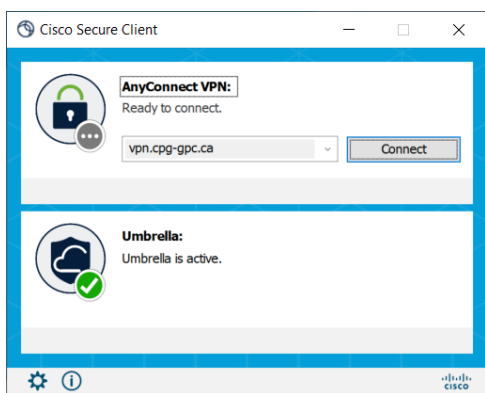 Cisco Secure Client
AnyConnect VPN:
Ready to connect.
vpn.cpg-gpc.ca
Connect
Umbrella:
Umbrella is active.
cisco